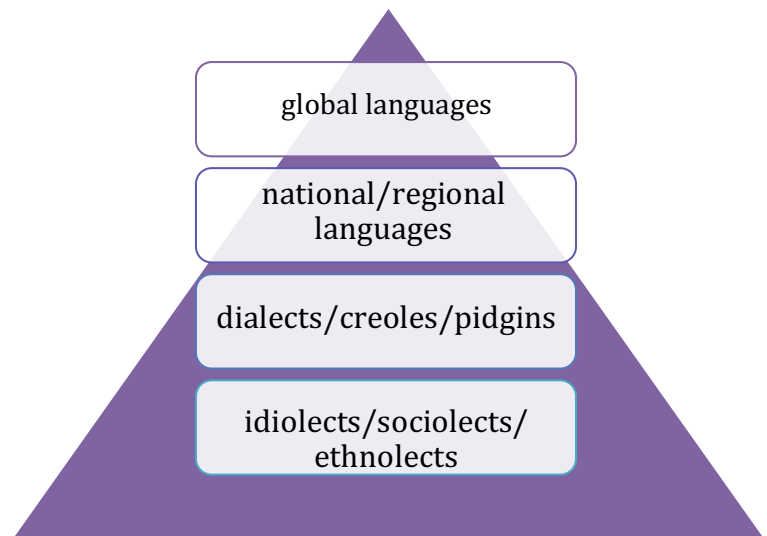 global languages
national/regional
languages
dialects/creoles/pidgins
idiolects/sociolects/
ethnolects